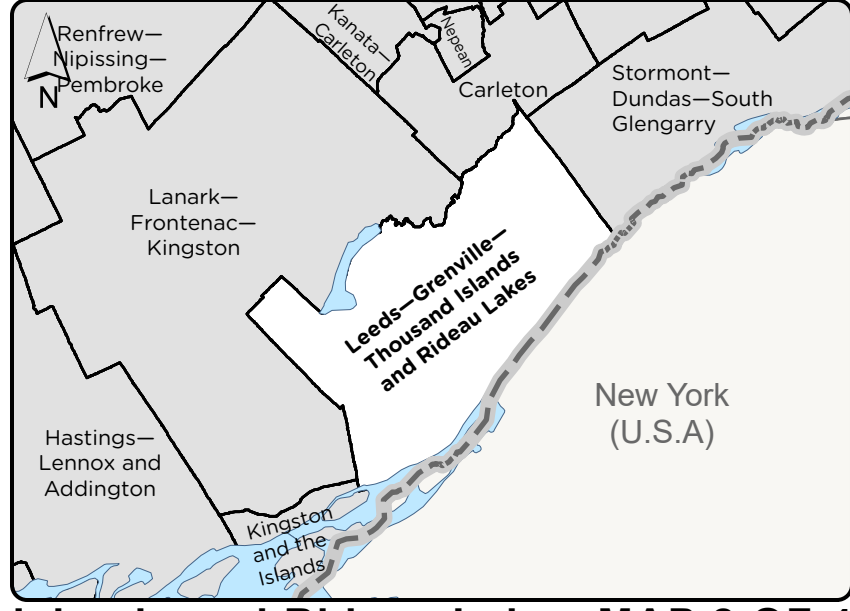 Renfrew—
Nipissing—
Pembroke
N
Kanata—
Carleton
Nepean
Carleton
Stormont—
Dundas—South
Glengarry
Lanark—
Frontenac—
Kingston
Leeds—Grenville—
Thousand Islands
and Rideau Lakes
New York
(U.S.A)
Hastings—
Lennox and
Addington
Kingston
and the
Islands